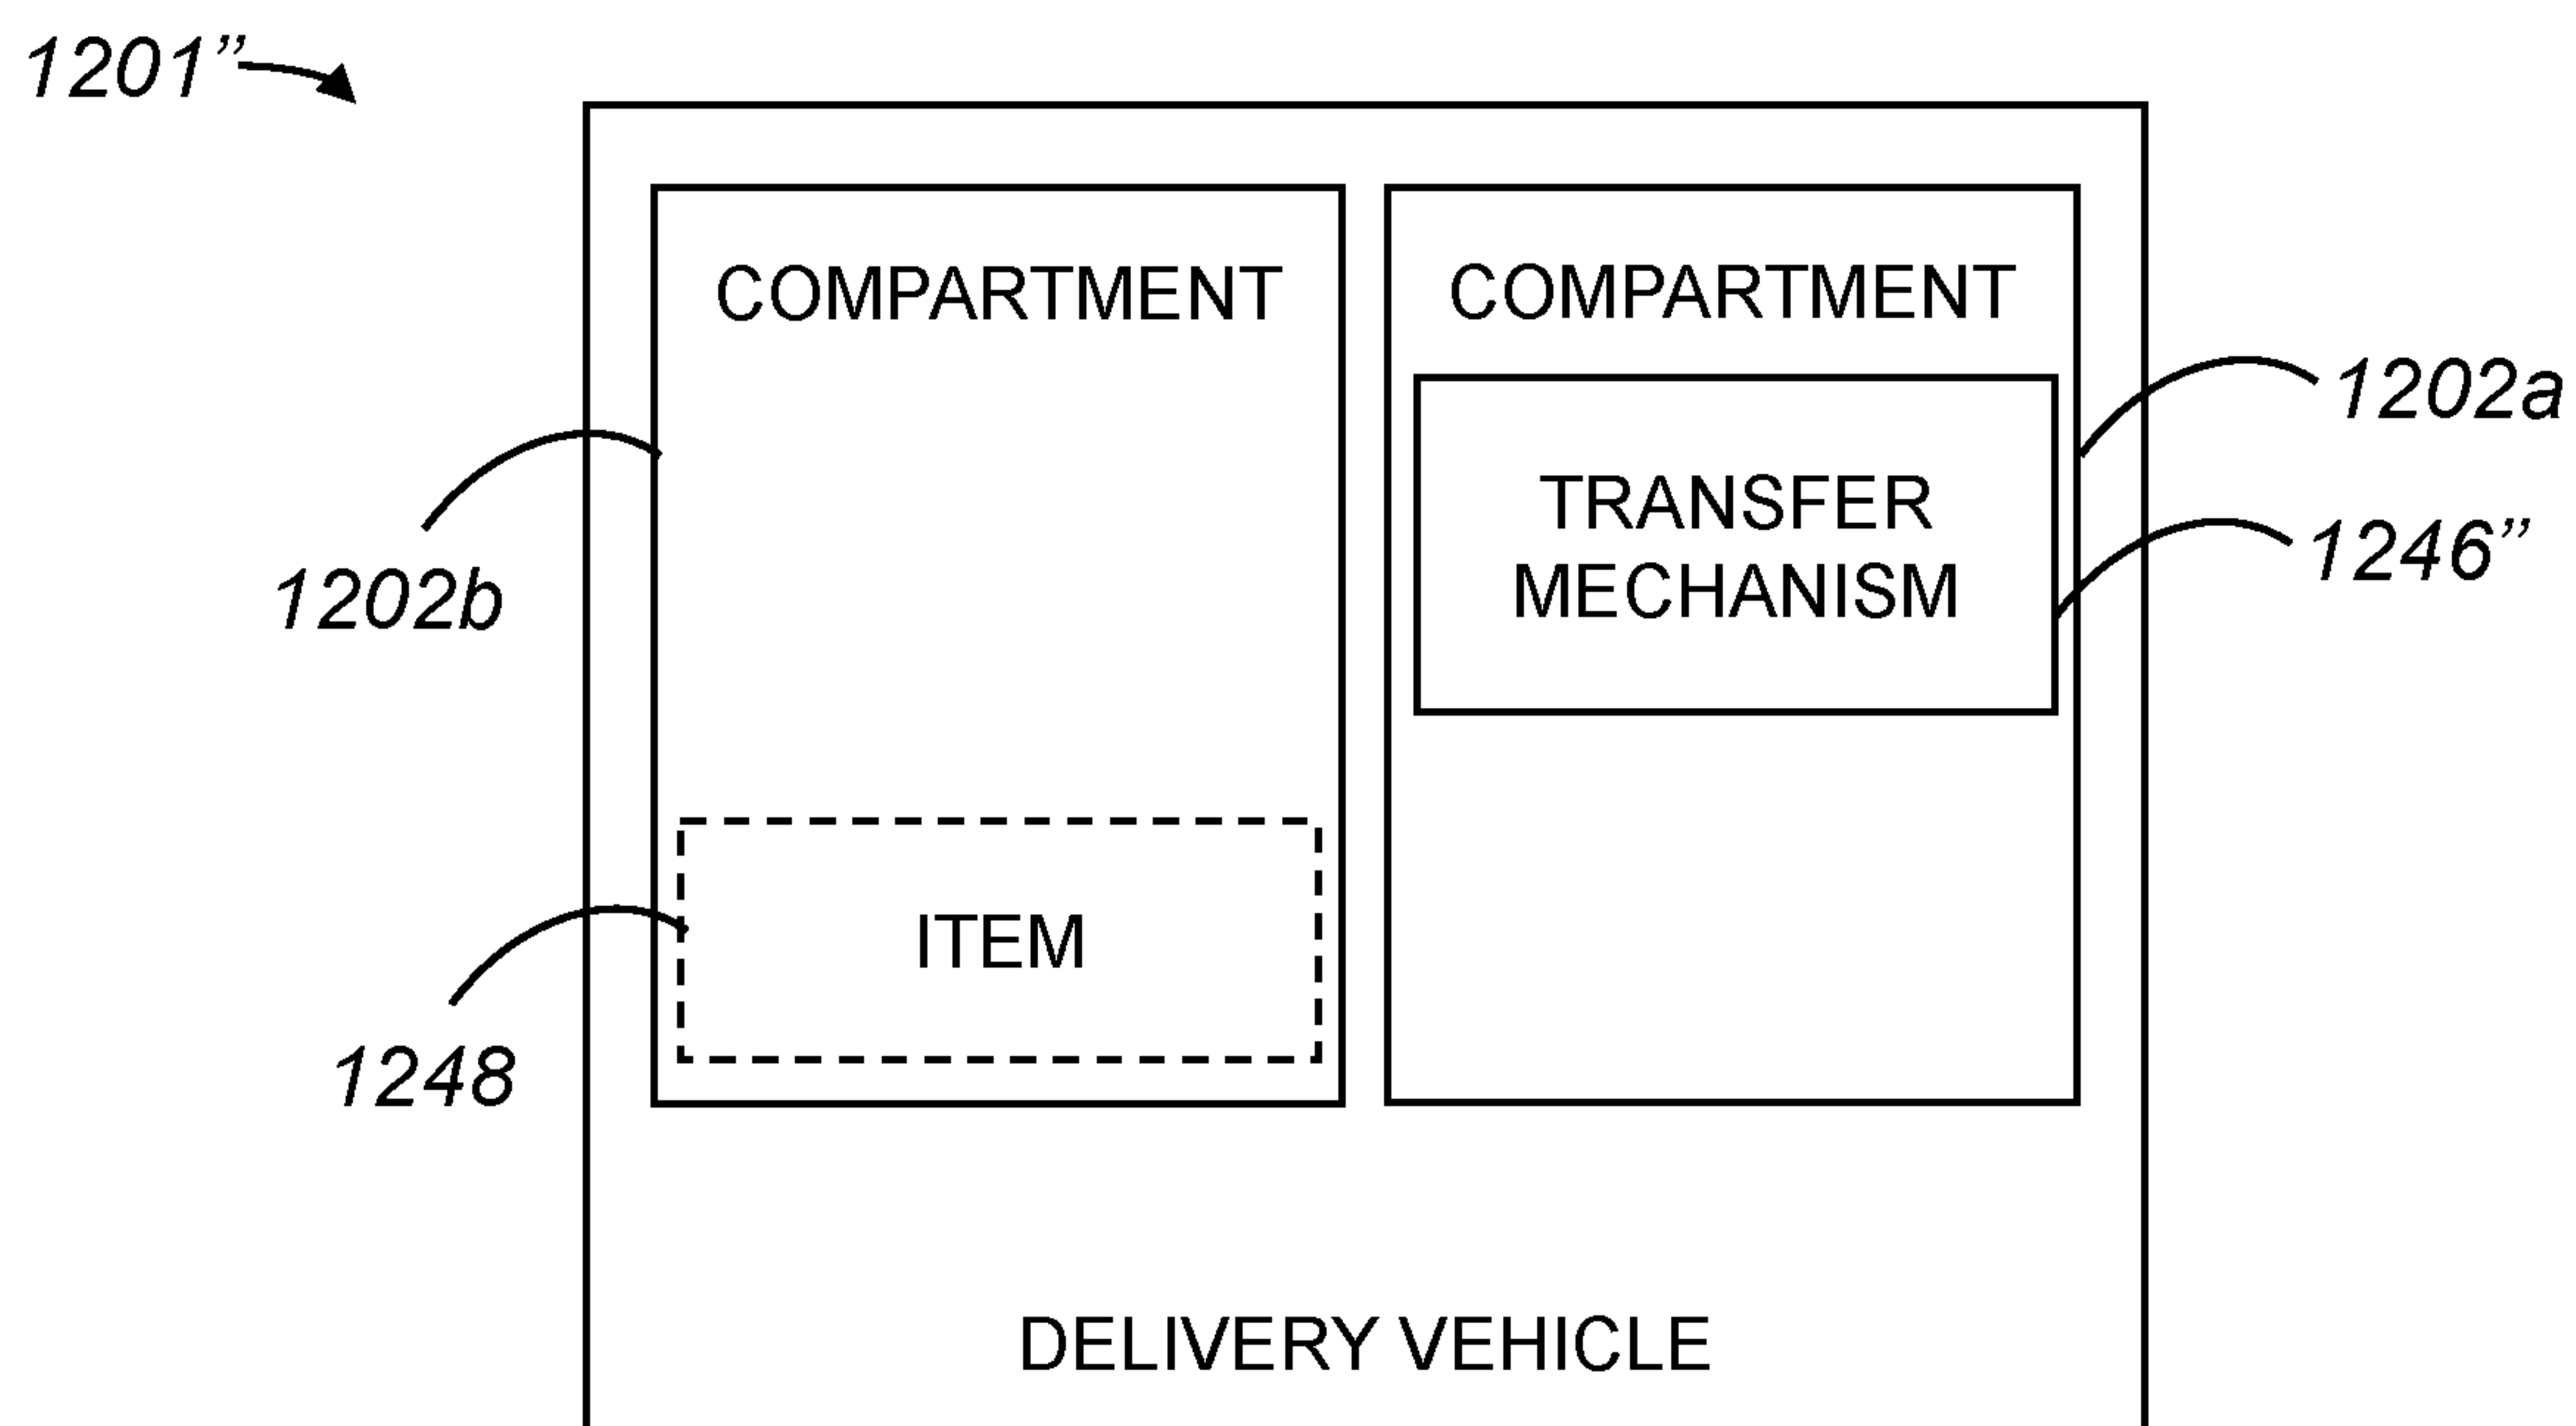 1201”
COMPARTMENT
COMPARTMENT
1202a
TRANSFER
MECHANISM
1246”
1202b
ITEM
1248
DELIVERY VEHICLE